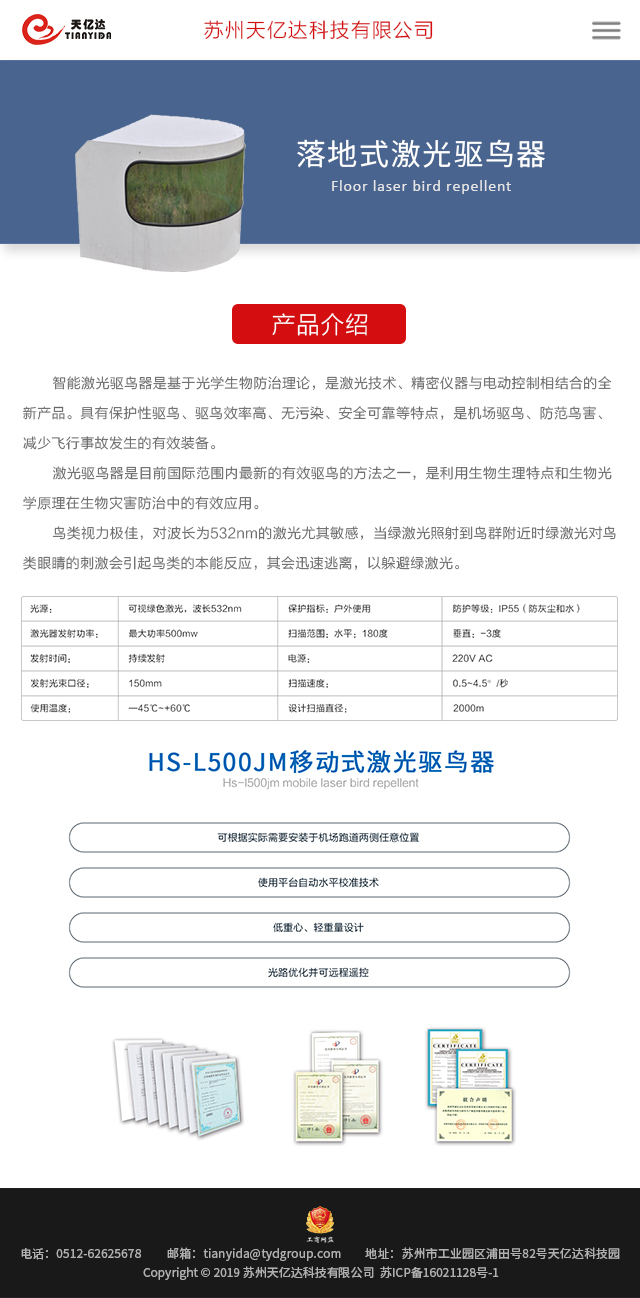 天亿达
TIANYIDA
苏州天亿达科技有限公司
落地式激光驱鸟器
Floor laser bird repellent
产品介绍
智能激光驱鸟器是基于光学生物防治理论，是激光技术、精密仪器与电动控制相结合的全
新产品。具有保护性驱鸟、驱鸟效率高、无污染、安全可靠等特点，是机场驱鸟、防范鸟害、
减少飞行事故发生的有效装备。
激光驱鸟器是目前国际范围内最新的有效驱鸟的方法之一，是利用生物生理特点和生物光
学原理在生物灾害防治中的有效应用。
鸟类视力极佳，对波长为532nm的激光尤其敏感，当绿激光照射到鸟群附近时绿激光对鸟
类眼睛的刺激会引起鸟类的本能反应，其会迅速逃离，以躲避绿激光。
光源： 可视绿色激光，波长532nm 保护指标：户外使用 防护等级：IP55（防灰尘和水）
激光器发射功率： 最大功率500mw 扫描范围：水平：180度 垂直：-3度
发射时间： 持续发射 电源： 220V AC
发射光束口径： 150mm 扫描速度： 0.5~4.5° /秒
使用温度： —45℃~+60℃ 设计扫描直径： 2000m
HS-L500JM移动式激光驱鸟器
Hs-l500jm mobile laser bird repellent
可根据实际需要安装于机场跑道两侧任意位置
使用平台自动水平校准技术
低重心、轻重量设计
光路优化并可远程遥控
CERTIFICATE
CERTIFICATE
联合声明
工商网监
电话：0512-62625678 邮箱：tianyida@tydgroup.com 地址：苏州市工业园区浦田号82号天亿达科技园
Copyright © 2019 苏州天亿达科技有限公司 苏ICP备16021128号-1